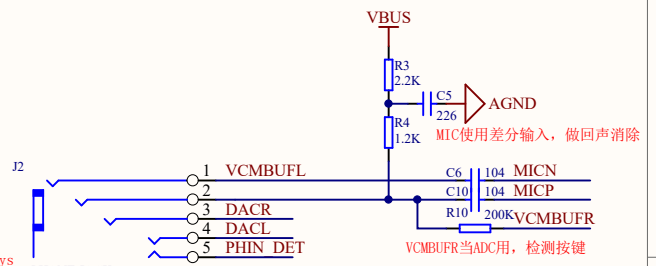 VBUS
R3
2.2K
C5
226
AGND
R4
1.2K
MIC使用差分输入，做回声消除
J2
1 VCMBUFL
C6 104 MICN
2
C10 104 MICP
3 DACR
R10 200K VCMBUFR
4 DACL
5 PHIN_DET
VCMBUFR当ADC用，检测按键
ys